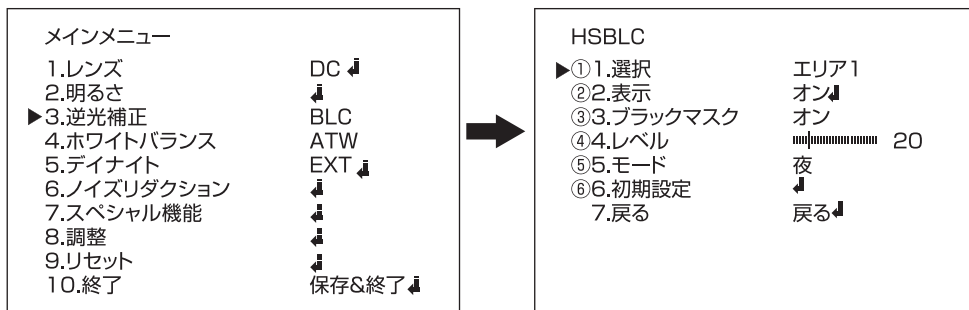 メインメニュー
1.レンズ DC
2.明るさ
3.逆光補正 BLC
4.ホワイトバランス ATW
5.デイナイト EXT
6.ノイズリダクション
7.スペシャル機能
8.調整
9.リセット
10.終了 保存&終了
HSBLC
①1.選択 エリア1
②2.表示 オン
③3.ブラックマスク オン
④4.レベル 20
⑤5.モード 夜
⑥6.初期設定
7.戻る 戻る